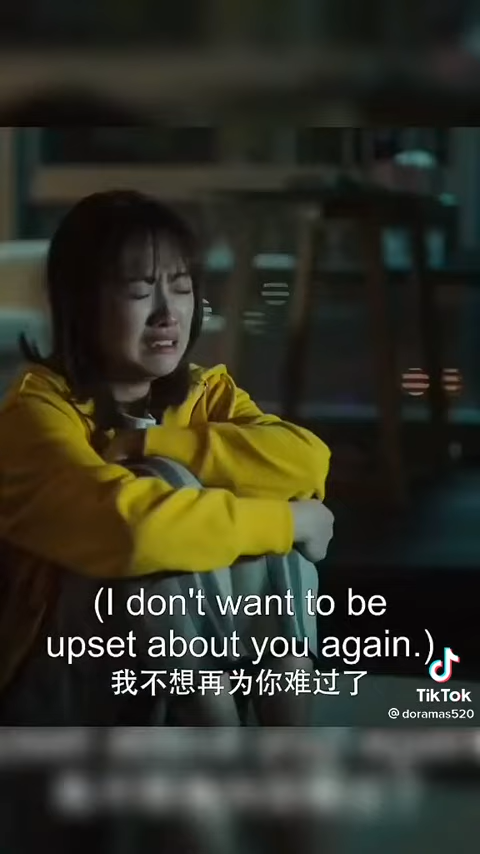 (I don't want to be
upset about you again.)
我不想再为你难过了
TikTok
@doramas520